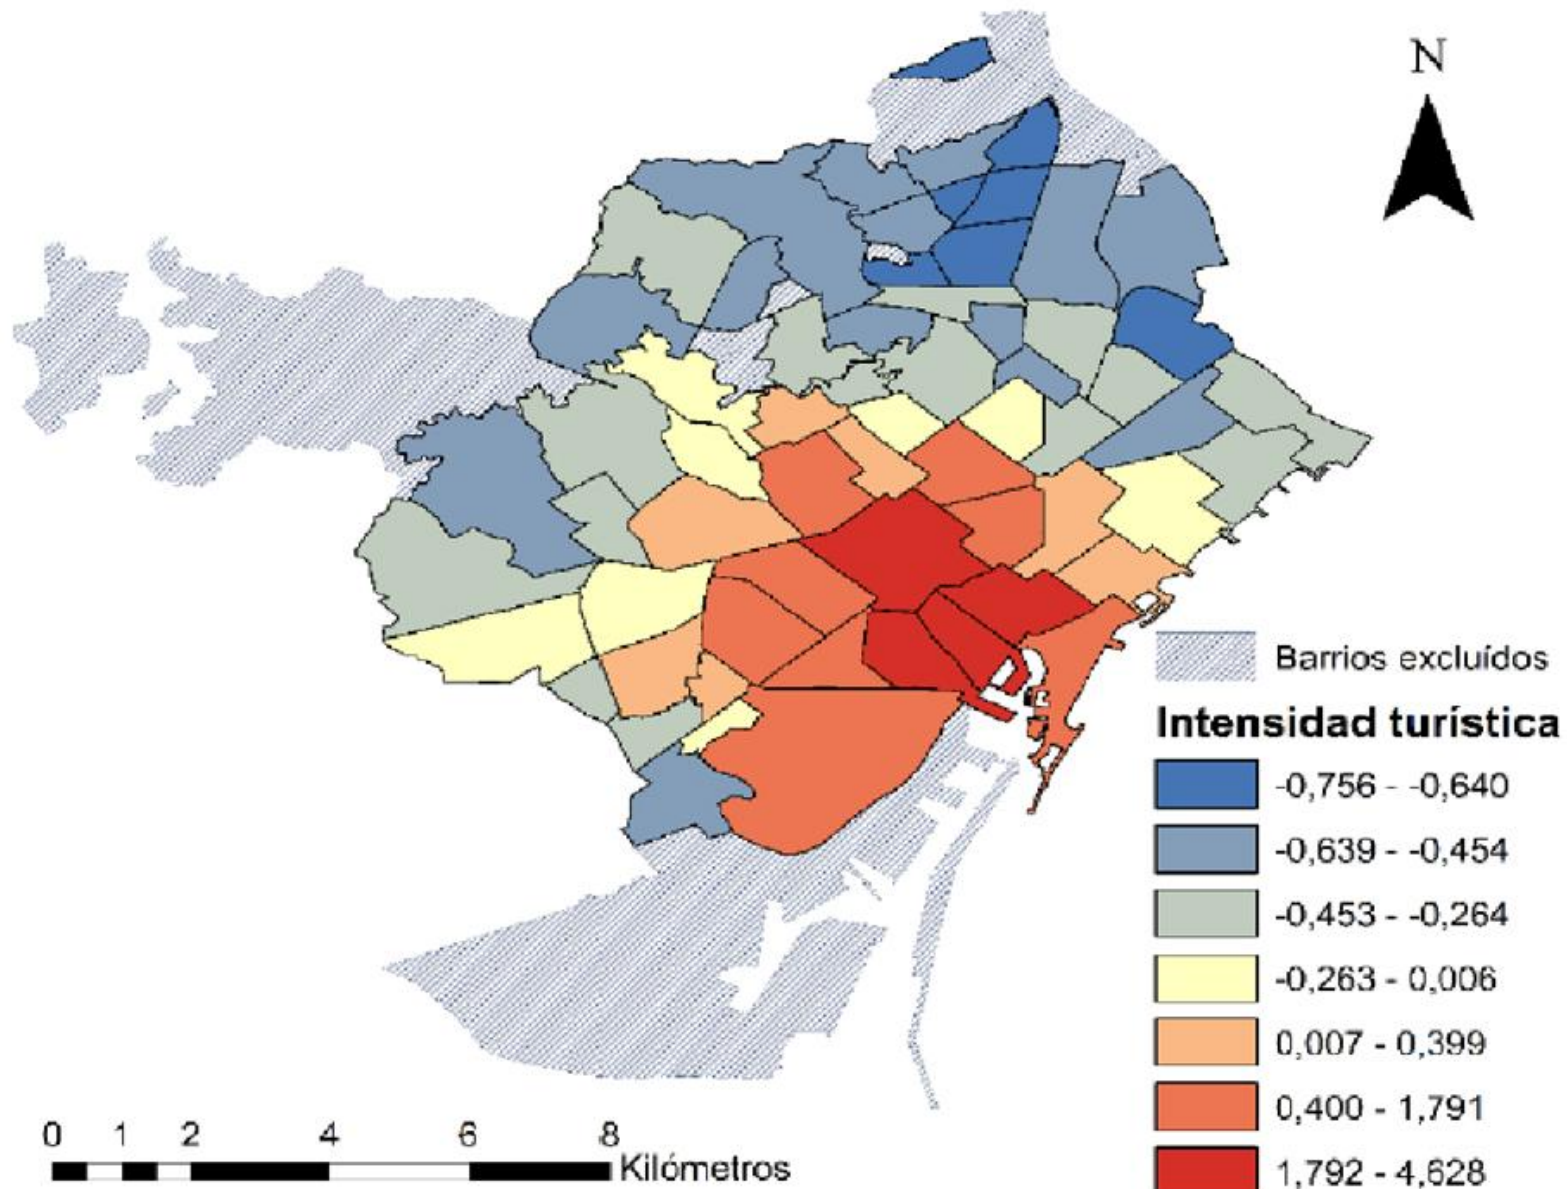 N
Barrios excluídos
Intensidad turística
-0,756 - -0,640
-0,639 - -0,454
-0,453 - -0,264
-0,263 - 0,006
0,007 - 0,399
0,400 - 1,791
1,792 - 4,628
0 1 2 4 6 8
Kilómetros